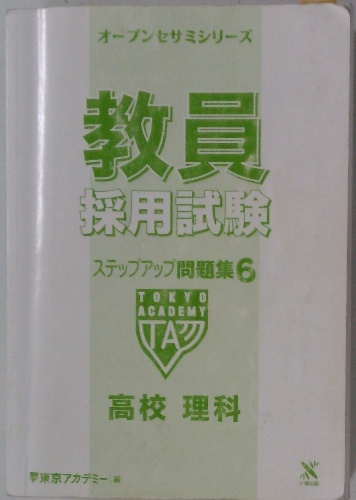 オープンセサミシリーズ
教員
採用試験
ステップアップ問題集6
TOKYO
ACADEMY
TA
高校 理科
東京アカデミー 編